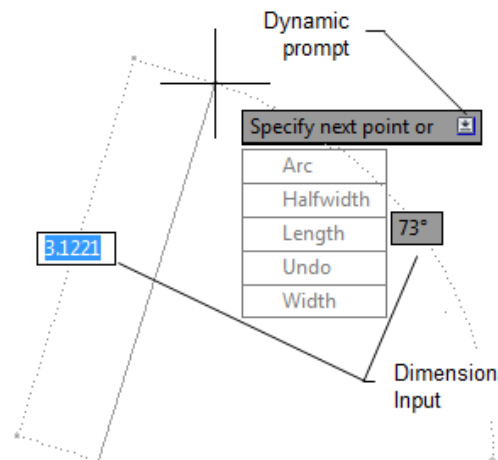 Dynamic
prompt
Specify next point or
Arc
Halfwidth
Length
Undo
Width
73°
3.1221
Dimension
Input